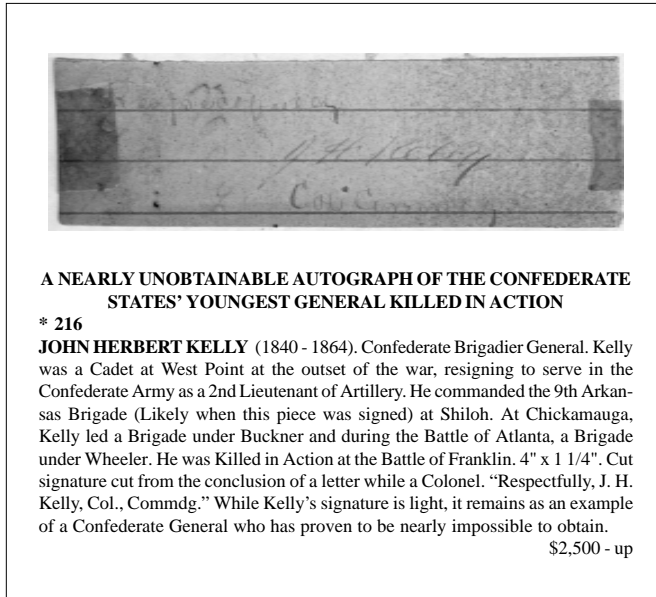 Respectfully
J. H. Kelly
Col. Commdg
A NEARLY UNOBTAINABLE AUTOGRAPH OF THE CONFEDERATE
STATES' YOUNGEST GENERAL KILLED IN ACTION
* 216
JOHN HERBERT KELLY (1840 - 1864). Confederate Brigadier General. Kelly
was a Cadet at West Point at the outset of the war, resigning to serve in the
Confederate Army as a 2nd Lieutenant of Artillery. He commanded the 9th Arkan-
sas Brigade (Likely when this piece was signed) at Shiloh. At Chickamauga,
Kelly led a Brigade under Buckner and during the Battle of Atlanta, a Brigade
under Wheeler. He was Killed in Action at the Battle of Franklin. 4" x 1 1/4". Cut
signature cut from the conclusion of a letter while a Colonel. “Respectfully, J. H.
Kelly, Col., Commdg.” While Kelly’s signature is light, it remains as an example
of a Confederate General who has proven to be nearly impossible to obtain.
$2,500 - up